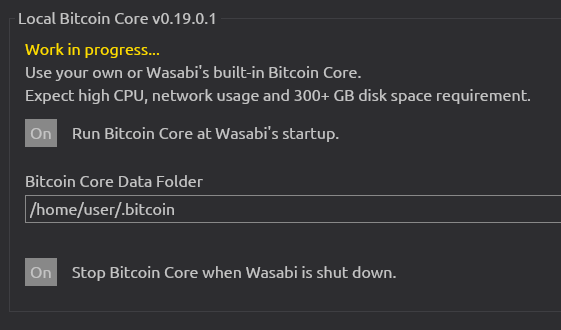 Local Bitcoin Core v0.19.0.1
Work in progress...
Use your own or Wasabi's built-in Bitcoin Core.
Expect high CPU, network usage and 300+ GB disk space requirement.
On Run Bitcoin Core at Wasabi's startup.
Bitcoin Core Data Folder
/home/user/.bitcoin
On Stop Bitcoin Core when Wasabi is shut down.